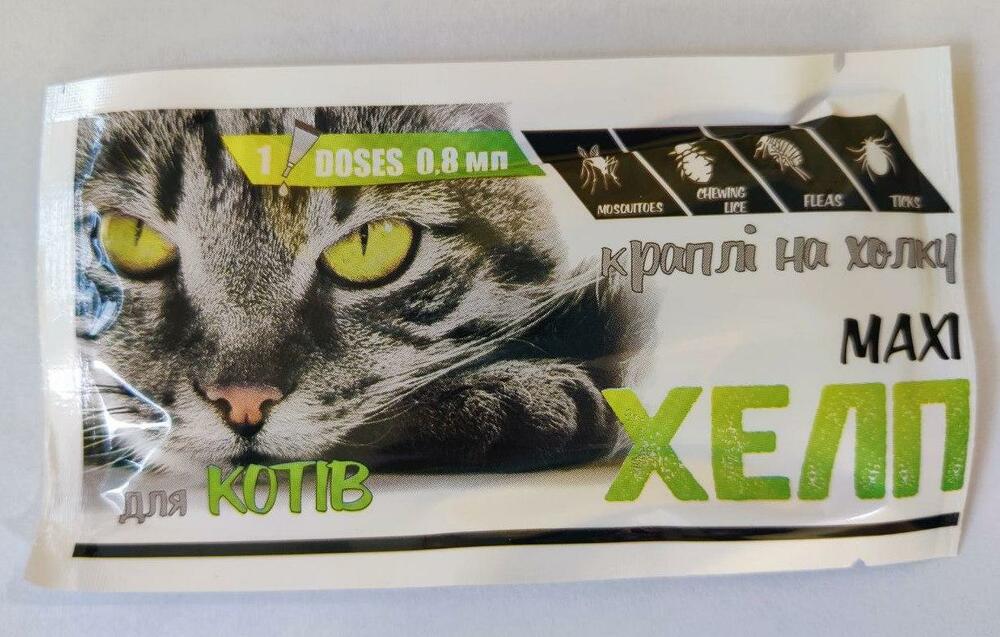 1 DOSES 0,8 мл
MOSQUITOES
CHEWING
LICE
FLEAS
TICKS
краплі на холку
MAXI
ХЕЛП
для КОТІВ